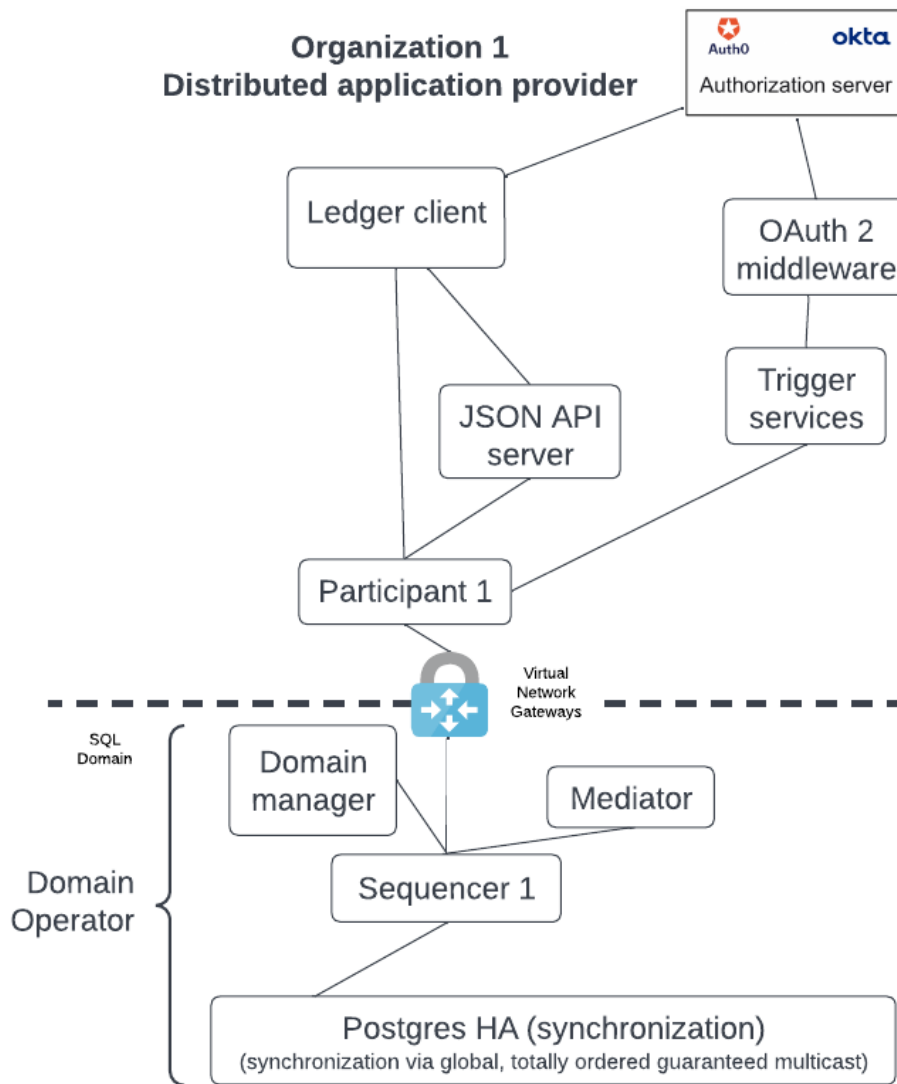 Organization 1
Distributed application provider
Auth0
okta
Authorization server
Ledger client
OAuth 2
middleware
JSON API
server
Trigger
services
Participant 1
Virtual
Network
Gateways
SQL
Domain
Domain
manager
Mediator
Domain
Operator
Sequencer 1
Postgres HA (synchronization)
(synchronization via global, totally ordered guaranteed multicast)